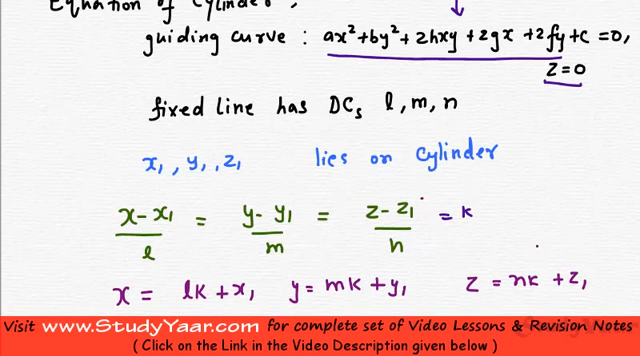 Equation of Cylinder,
guiding curve : ax² + by² + 2hxy + 2gx + 2fy + c = 0,
z = 0
fixed line has DCs l, m, n
x₁, y₁, z₁ lies on cylinder
x - x₁ / l = y - y₁ / m = z - z₁ / n = k
x = lk + x₁ y = mk + y₁ z = nk + z₁
Visit www.StudyYaar.com for complete set of Video Lessons & Revision Notes
( Click on the Link in the Video Description given below )